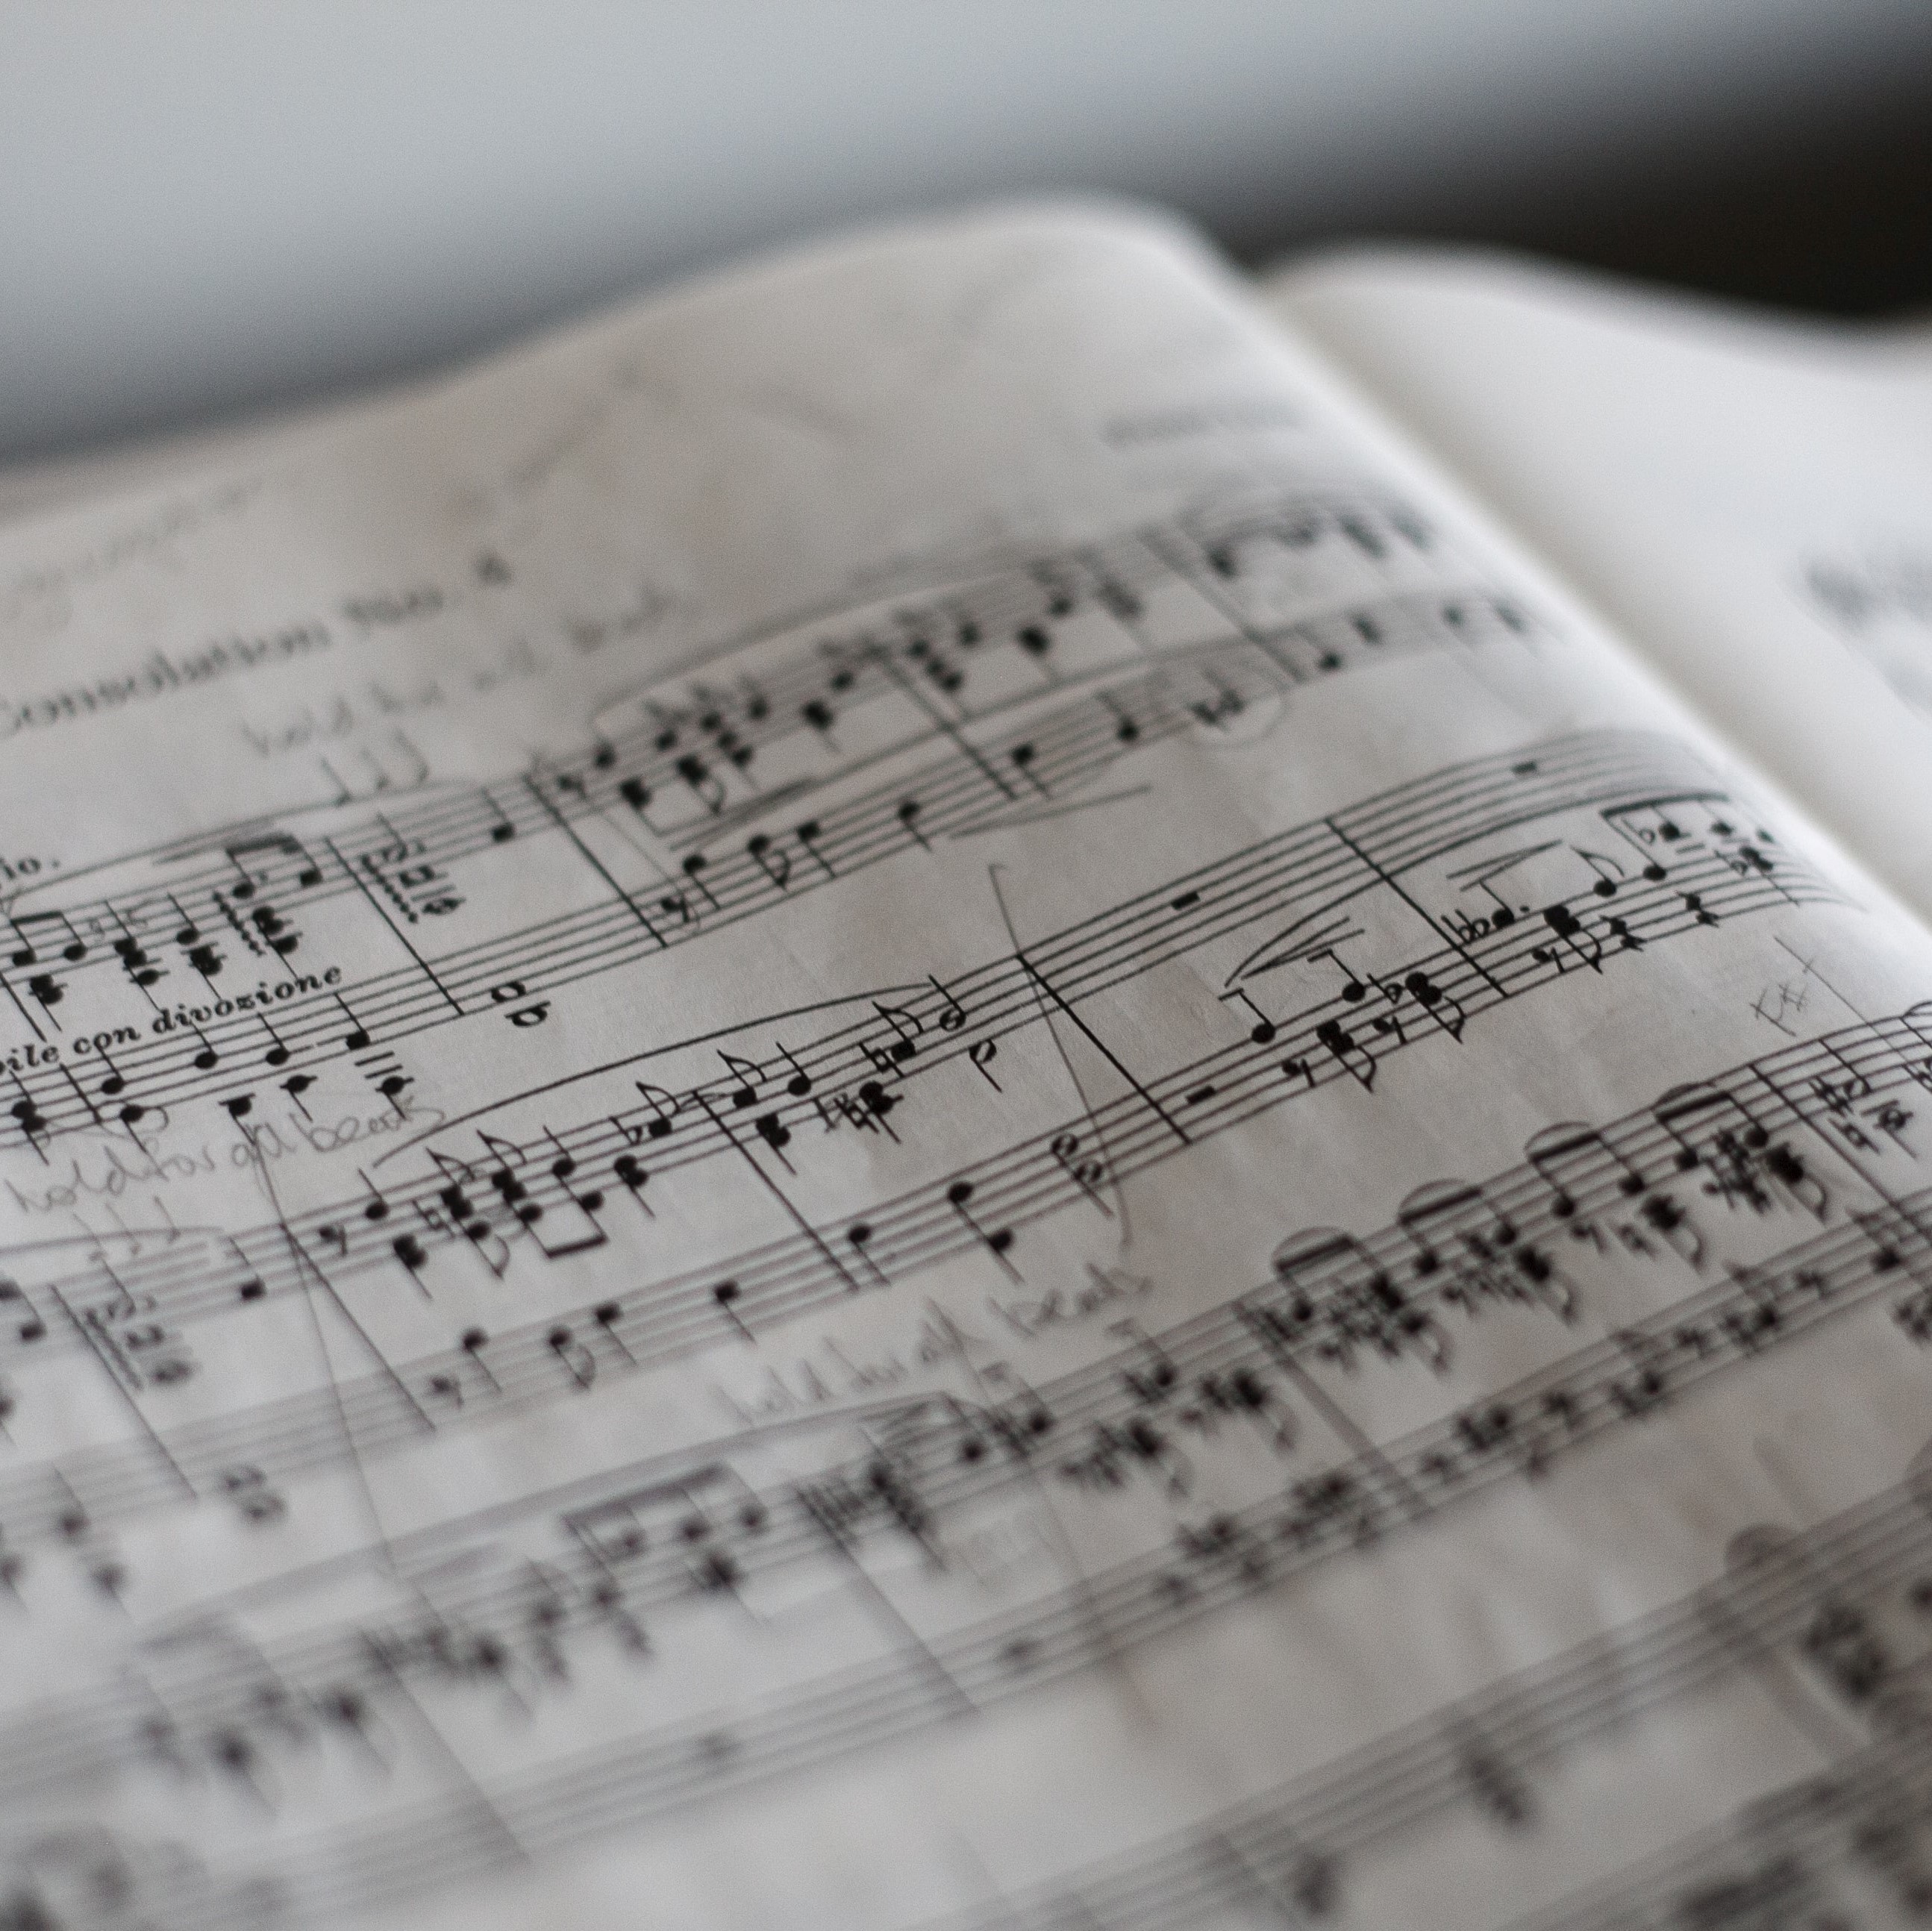 Consolation No. 4
hold for all beats
io.
bile con divozione
hold for all beats
hold for all beats